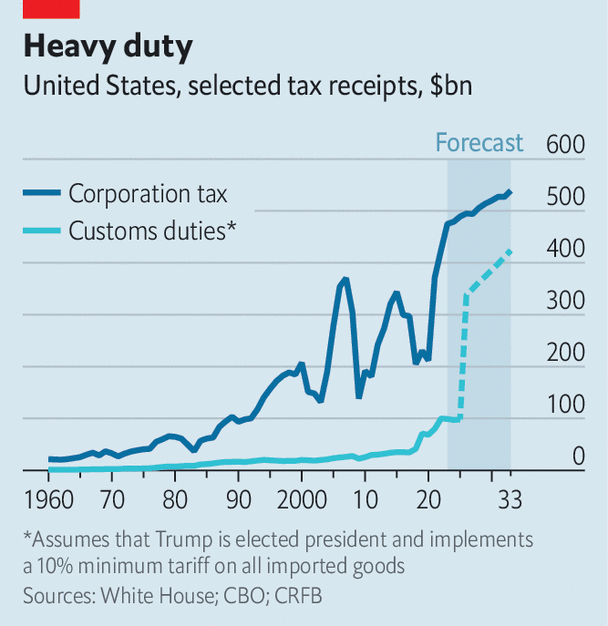 Heavy duty
United States, selected tax receipts, $bn
Forecast
600
Corporation tax
500
Customs duties*
400
300
200
100
0
1960 70 80 90 2000 10 20 33
*Assumes that Trump is elected president and implements
a 10% minimum tariff on all imported goods
Sources: White House; CBO; CRFB